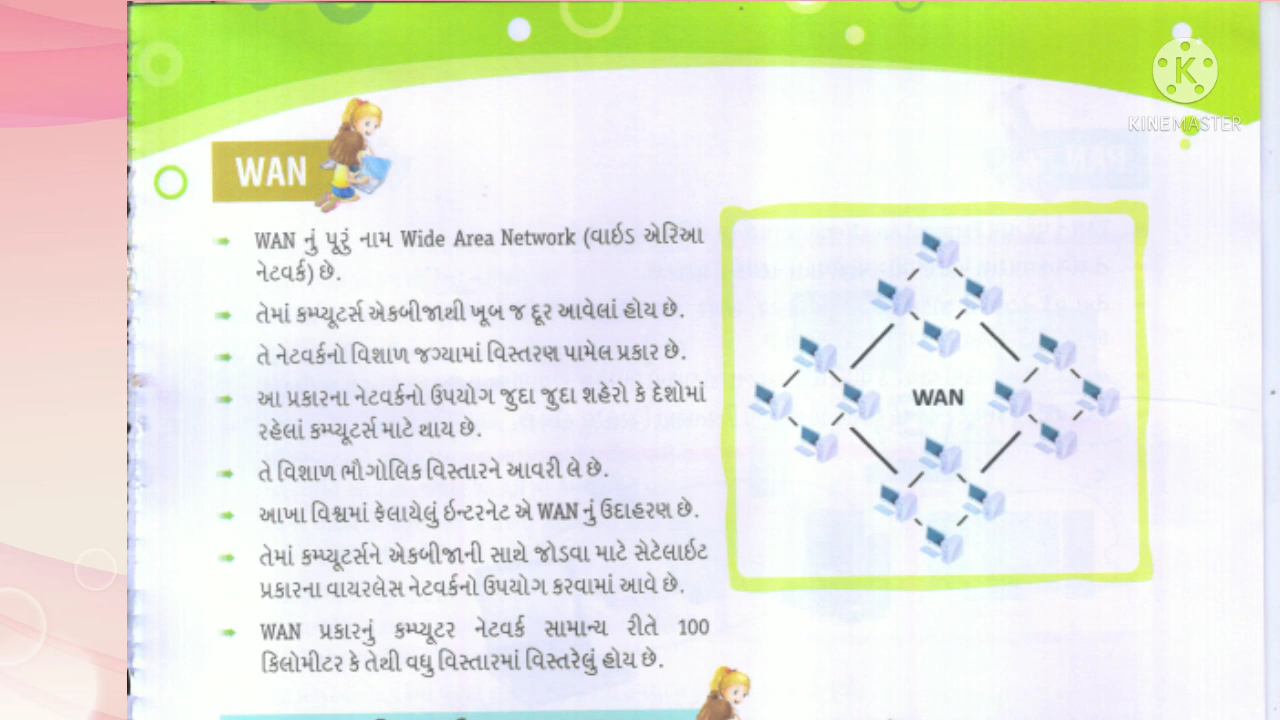 KINEMASTER
WAN
WAN નું પૂરું નામ Wide Area Network (વાઇડ એરિઆ
નેટવર્ક) છે.
તેમાં કમ્પ્યૂટર્સ એકબીજાથી ખૂબ જ દૂર આવેલાં હોય છે.
તે નેટવર્કનો વિશાળ જગ્યામાં વિસ્તરણ પામેલ પ્રકાર છે.
આ પ્રકારના નેટવર્કનો ઉપયોગ જુદા જુદા શહેરો કે દેશોમાં
રહેલાં કમ્પ્યૂટર્સ માટે થાય છે.
તે વિશાળ ભૌગોલિક વિસ્તારને આવરી લે છે.
આખા વિશ્વમાં ફેલાયેલું ઇન્ટરનેટ એ WAN નું ઉદાહરણ છે.
તેમાં કમ્પ્યૂટર્સને એકબીજાની સાથે જોડવા માટે સેટેલાઇટ
પ્રકારના વાયરલેસ નેટવર્કનો ઉપયોગ કરવામાં આવે છે.
WAN પ્રકારનું કમ્પ્યૂટર નેટવર્ક સામાન્ય રીતે 100
કિલોમીટર કે તેથી વધુ વિસ્તારમાં વિસ્તરેલું હોય છે.
WAN